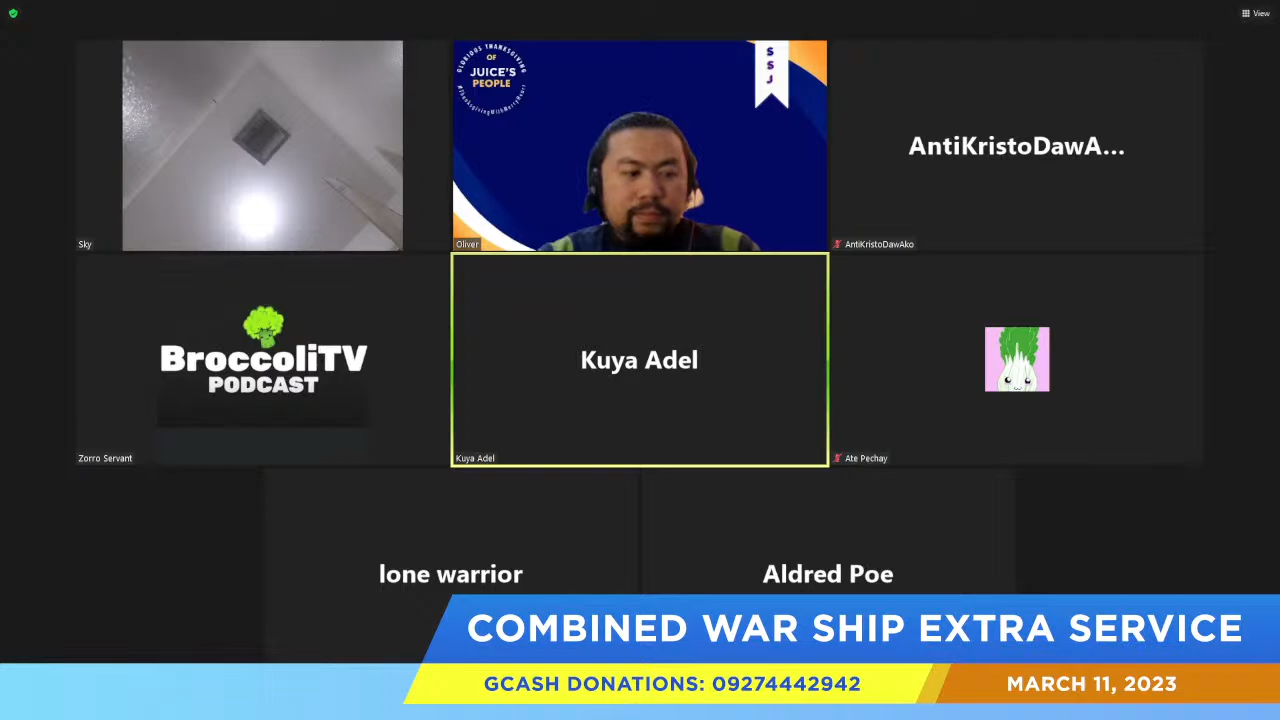 View
GLORIOUS THANKSGIVING
OF
JUICE'S
PEOPLE
#ThanksgivingWithMerryHeart
S
S
J
AntiKristoDawA...
Sky
Oliver
AntiKristoDawAko
BroccoliTV
PODCAST
Kuya Adel
Zorro Servant
Kuya Adel
Ate Pechay
lone warrior
Aldred Poe
COMBINED WAR SHIP EXTRA SERVICE
GCASH DONATIONS: 09274442942
MARCH 11, 2023